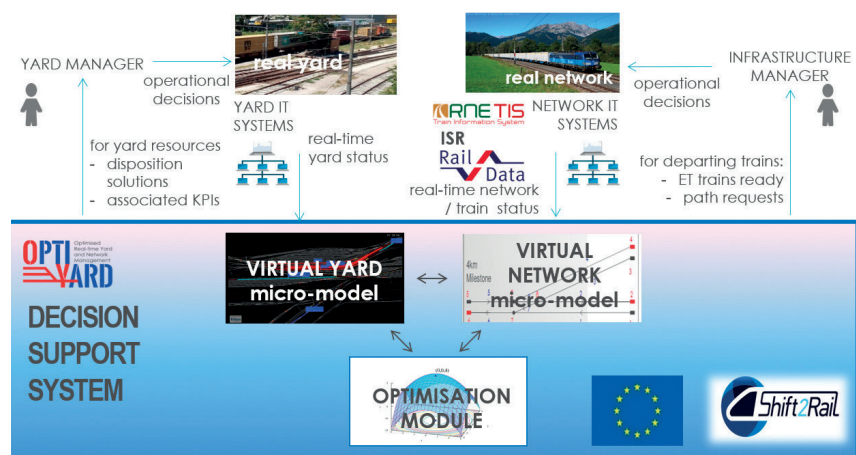 YARD MANAGER
operational
decisions
real yard
YARD IT
SYSTEMS
real-time
yard status
for yard resources
- disposition
solutions
- associated KPIs
real network
RNE TIS
Train Information System
ISR
Rail
Data
NETWORK IT
SYSTEMS
real-time network
/ train status
operational
decisions
INFRASTRUCTURE
MANAGER
for departing trains:
- ET trains ready
- path requests
OPTI
YARD
Optimised
Real-time Yard
and Network
Management
DECISION
SUPPORT
SYSTEM
VIRTUAL YARD
micro-model
VIRTUAL
NETWORK
micro-model
4km
Milestone
OPTIMISATION
MODULE
Shift2Rail